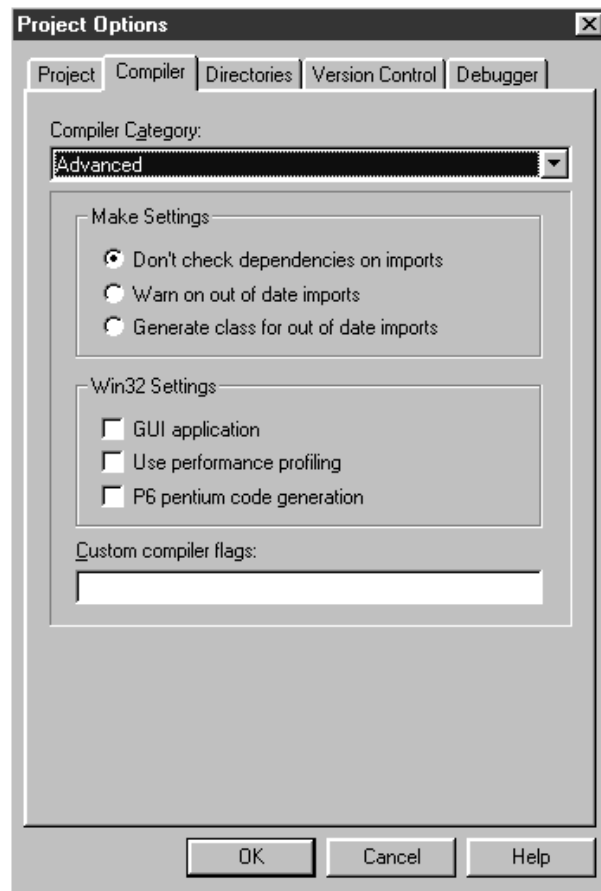 Project Options
Project Compiler Directories Version Control Debugger
Compiler Category:
Advanced
Make Settings
Don't check dependencies on imports
Warn on out of date imports
Generate class for out of date imports
Win32 Settings
GUI application
Use performance profiling
P6 pentium code generation
Custom compiler flags:
OK Cancel Help